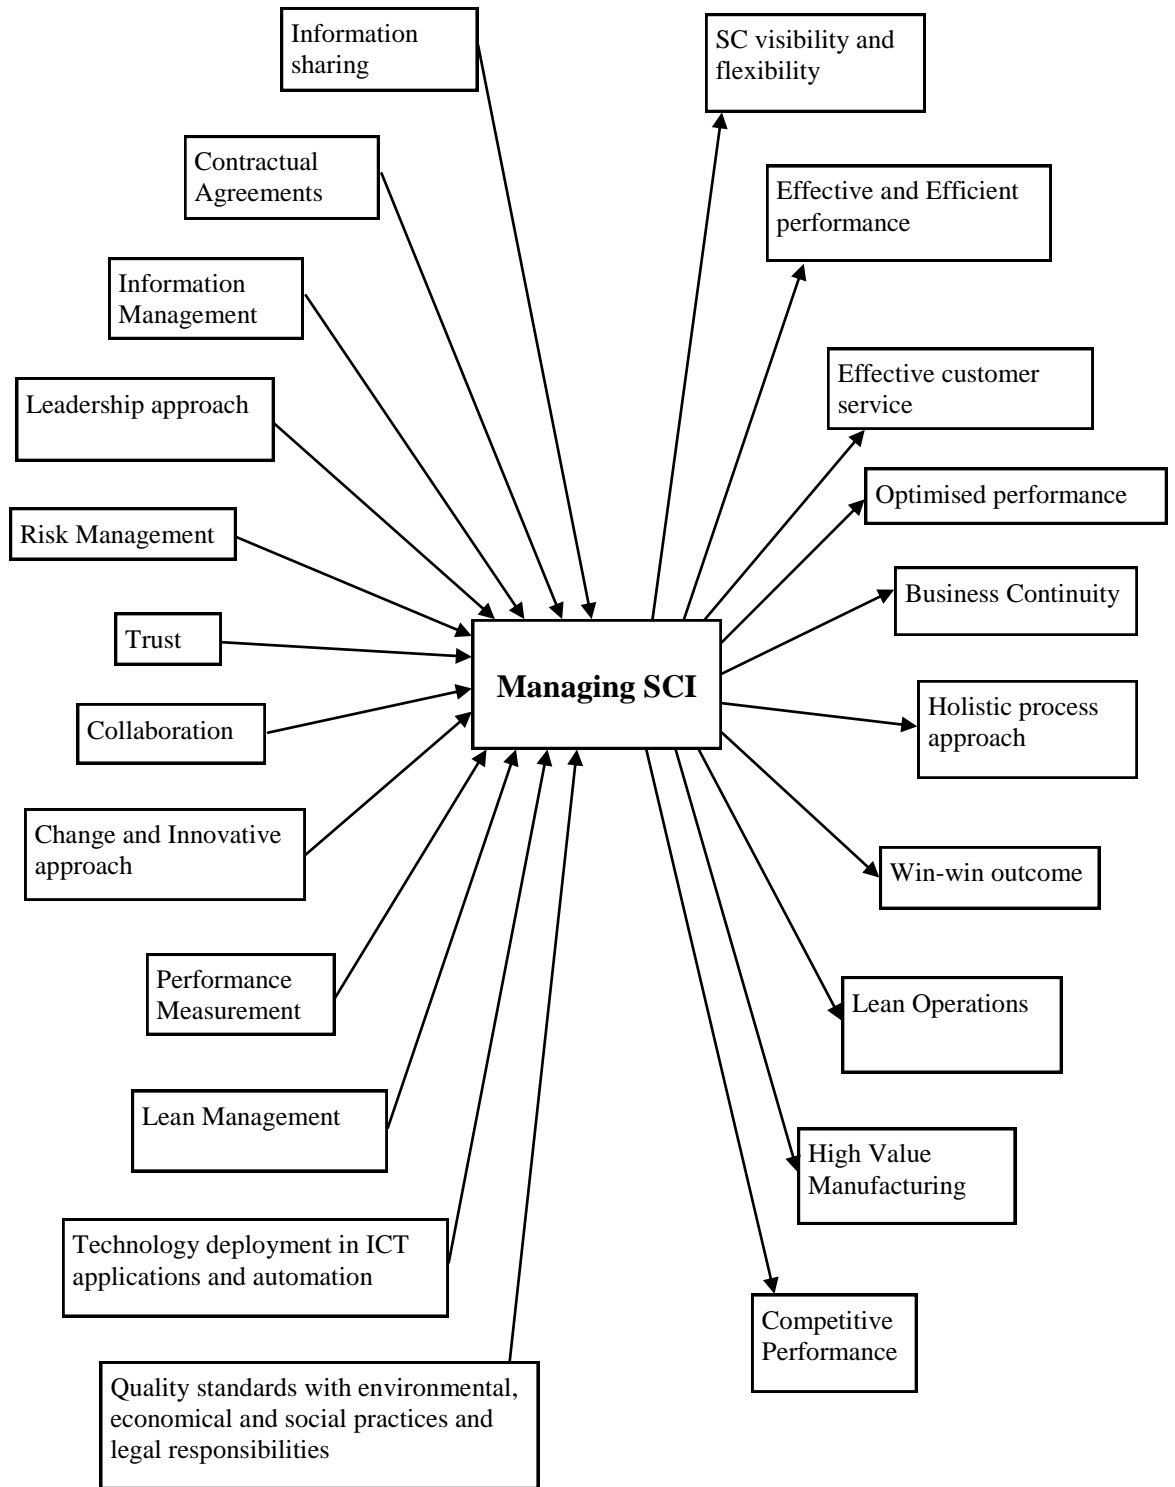 Information
sharing
Contractual
Agreements
Information
Management
Leadership approach
Risk Management
Trust
Collaboration
Change and Innovative
approach
Performance
Measurement
Lean Management
Technology deployment in ICT
applications and automation
Quality standards with environmental,
economical and social practices and
legal responsibilities
Managing SCI
SC visibility and
flexibility
Effective and Efficient
performance
Effective customer
service
Optimised performance
Business Continuity
Holistic process
approach
Win-win outcome
Lean Operations
High Value
Manufacturing
Competitive
Performance